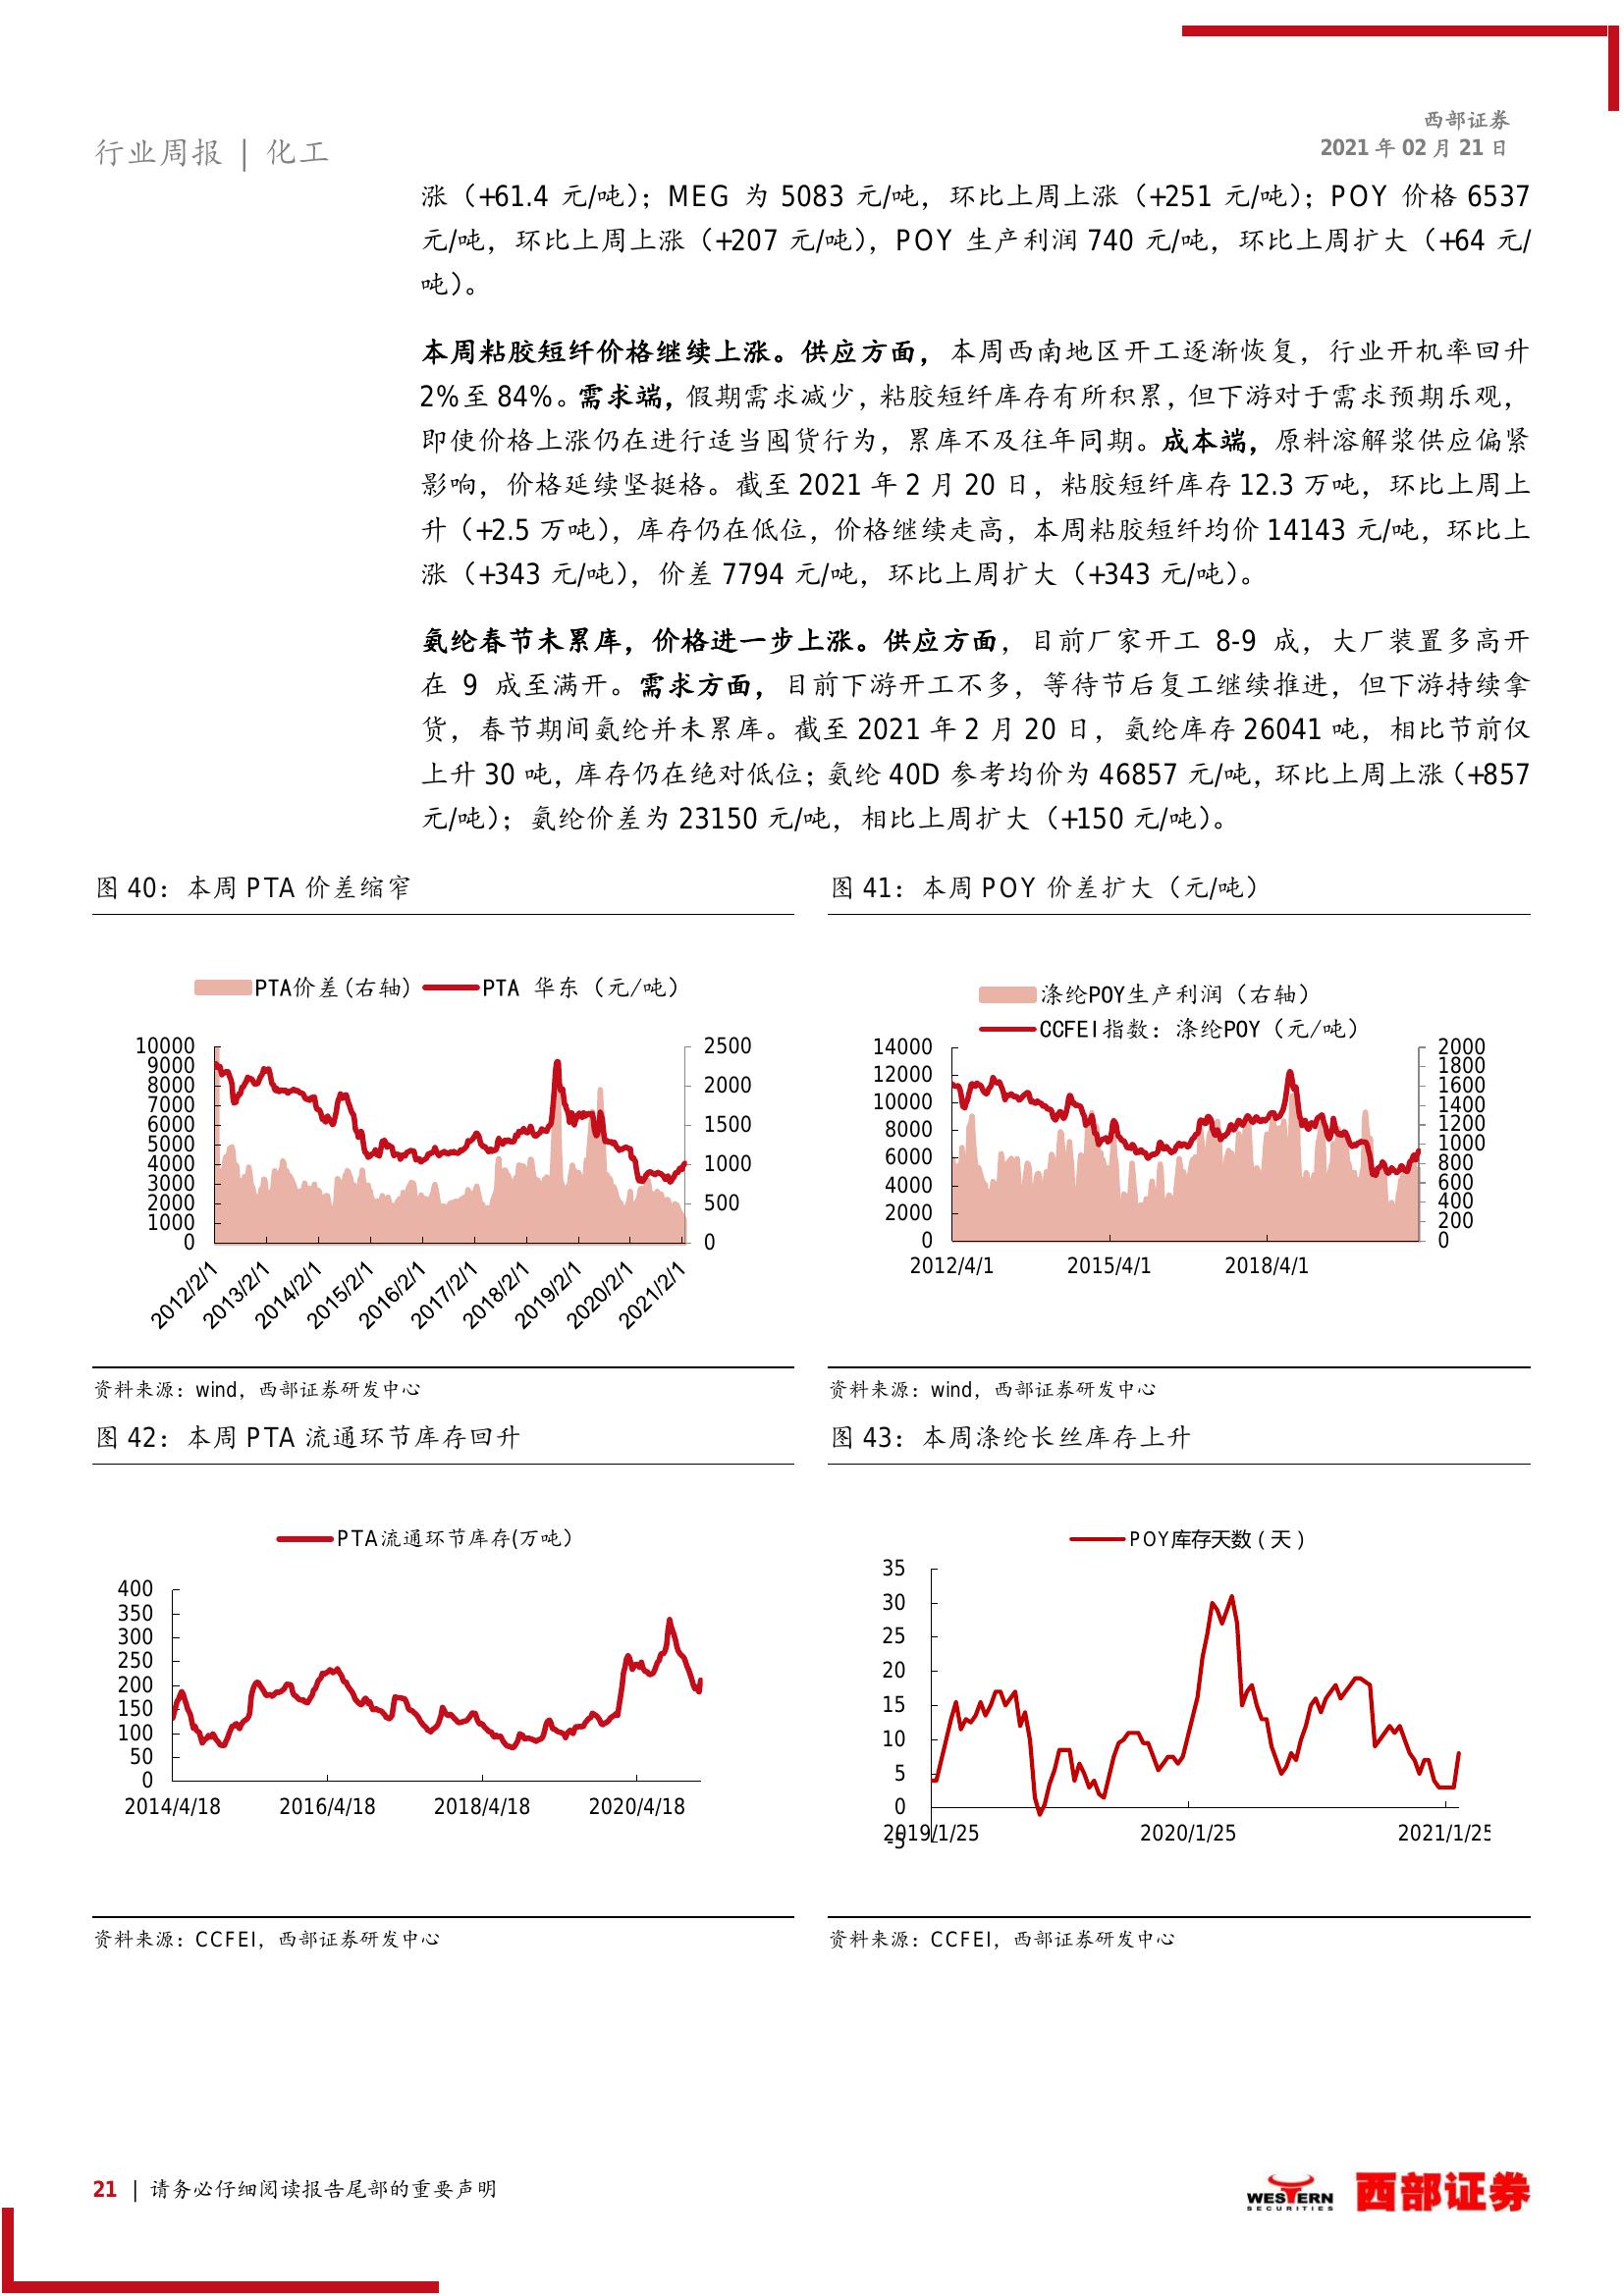 西部证券
2021 年 02 月 21 日
行业周报 | 化工
涨（+61.4 元/吨）；MEG 为 5083 元/吨，环比上周上涨（+251 元/吨）；POY 价格 6537
元/吨，环比上周上涨（+207 元/吨），POY 生产利润 740 元/吨，环比上周扩大（+64 元/
吨）。
本周粘胶短纤价格继续上涨。供应方面，本周西南地区开工逐渐恢复，行业开机率回升
2%至 84%。需求端，假期需求减少，粘胶短纤库存有所积累，但下游对于需求预期乐观，
即使价格上涨仍在进行适当囤货行为，累库不及往年同期。成本端，原料溶解浆供应偏紧
影响，价格延续坚挺格。截至 2021 年 2 月 20 日，粘胶短纤库存 12.3 万吨，环比上周上
升（+2.5 万吨），库存仍在低位，价格继续走高，本周粘胶短纤均价 14143 元/吨，环比上
涨（+343 元/吨），价差 7794 元/吨，环比上周扩大（+343 元/吨）。
氨纶春节未累库，价格进一步上涨。供应方面，目前厂家开工 8-9 成，大厂装置多高开
在 9 成至满开。需求方面，目前下游开工不多，等待节后复工继续推进，但下游持续拿
货，春节期间氨纶并未累库。截至 2021 年 2 月 20 日，氨纶库存 26041 吨，相比节前仅
上升 30 吨，库存仍在绝对低位；氨纶 40D 参考均价为 46857 元/吨，环比上周上涨（+857
元/吨）；氨纶价差为 23150 元/吨，相比上周扩大（+150 元/吨）。
图 40：本周 PTA 价差缩窄
PTA价差(右轴) PTA 华东（元/吨）
10000
9000
8000
7000
6000
5000
4000
3000
2000
1000
0
2500
2000
1500
1000
500
0
2012/2/1
2013/2/1
2014/2/1
2015/2/1
2016/2/1
2017/2/1
2018/2/1
2019/2/1
2020/2/1
2021/2/1
资料来源：wind，西部证券研发中心
图 41：本周 POY 价差扩大（元/吨）
涤纶POY生产利润（右轴）
CCFEI指数：涤纶POY（元/吨）
14000
12000
10000
8000
6000
4000
2000
0
2000
1800
1600
1400
1200
1000
800
600
400
200
0
2012/4/1 2015/4/1 2018/4/1
资料来源：wind，西部证券研发中心
图 42：本周 PTA 流通环节库存回升
PTA流通环节库存(万吨）
400
350
300
250
200
150
100
50
0
2014/4/18 2016/4/18 2018/4/18 2020/4/18
资料来源：CCFEI，西部证券研发中心
图 43：本周涤纶长丝库存上升
POY库存天数（天）
35
30
25
20
15
10
5
0
-5
2019/1/25 2020/1/25 2021/1/25
资料来源：CCFEI，西部证券研发中心
21 | 请务必仔细阅读报告尾部的重要声明
WESTERN
SECURITIES
西部证券